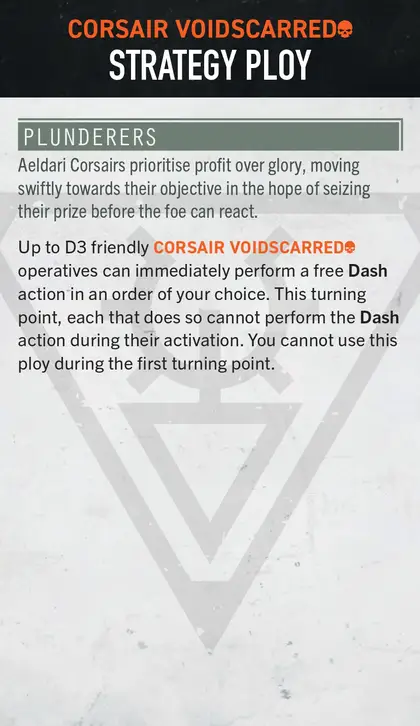 CORSAIR VOIDSCARRED
STRATEGY PLOY
PLUNDERERS
Aeldari Corsairs prioritise profit over glory, moving
swiftly towards their objective in the hope of seizing
their prize before the foe can react.
Up to D3 friendly CORSAIR VOIDSCARRED
operatives can immediately perform a free Dash
action in an order of your choice. This turning
point, each that does so cannot perform the Dash
action during their activation. You cannot use this
ploy during the first turning point.